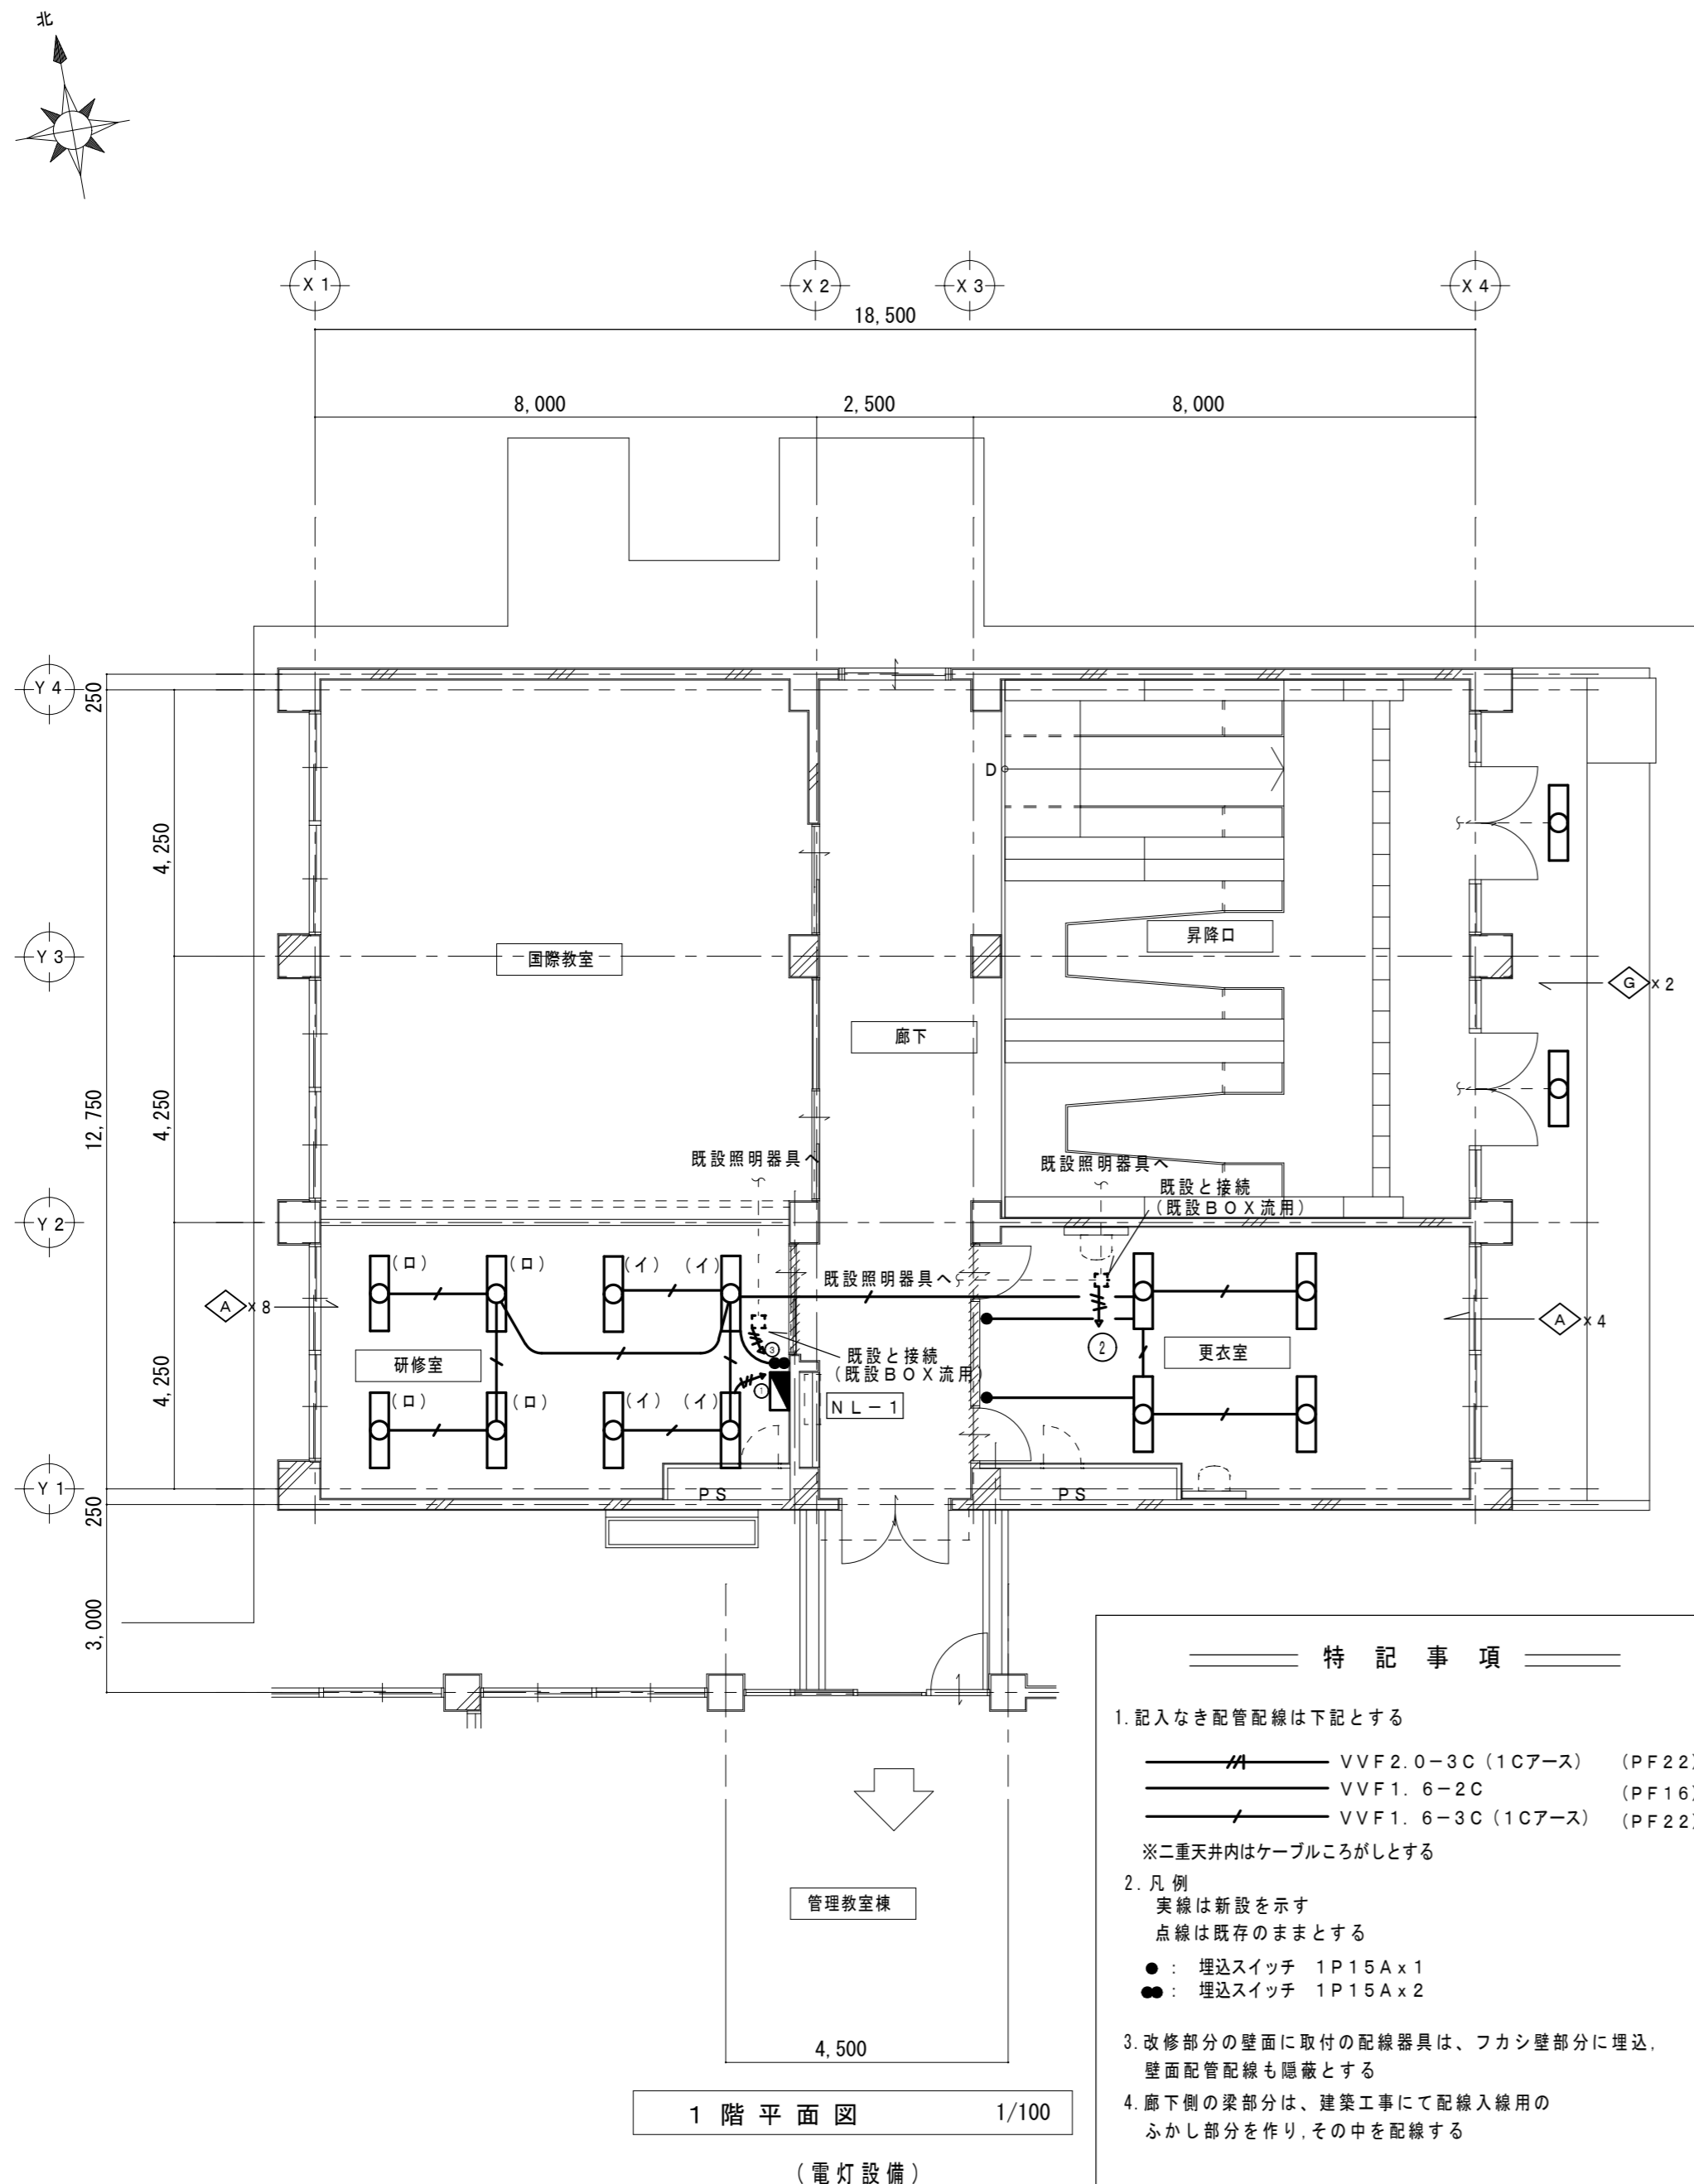 北
X1
X2
X3
X4
18,500
8,000
2,500
8,000
Y4
250
4,250
D
昇降口
Y3
国際教室
G x2
廊下
12,750
4,250
既設照明器具へ
既設照明器具へ
既設と接続
(既設BOX流用)
Y2
(ロ)
(ロ)
(イ)
(イ)
既設照明器具へ
A x8
A x4
3
2
研修室
既設と接続
(既設BOX流用)
更衣室
4,250
1
(ロ)
(ロ)
(イ)
(イ)
NL-1
Y1
PS
PS
250
3,000
特記事項
1.記入なき配管配線は下記とする
VVF2.0-3C(1Cアース) (PF22)
VVF1.6-2C (PF16)
VVF1.6-3C(1Cアース) (PF22)
※二重天井内はケーブルころがしとする
2.凡例
実線は新設を示す
点線は既存のままとする
●: 埋込スイッチ 1P15Ax1
●●: 埋込スイッチ 1P15Ax2
3.改修部分の壁面に取付の配線器具は、フカシ壁部分に埋込,
壁面配管配線も隠蔽とする
4.廊下側の梁部分は、建築工事にて配線入線用の
ふかし部分を作り,その中を配線する
管理教室棟
4,500
1階平面図 1/100
(電灯設備)